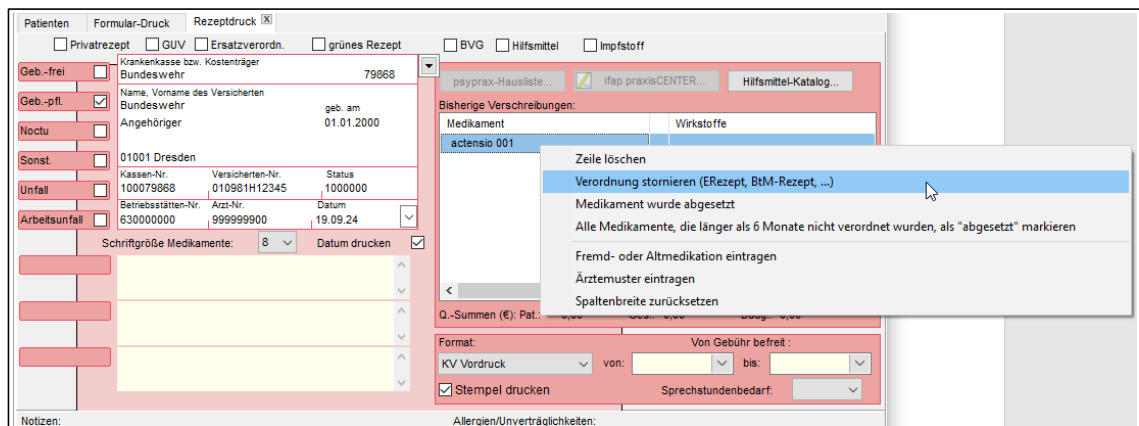 Patienten Formular-Druck Rezeptdruck X
Privatrezept GUV Ersatzverordn. grünes Rezept BVG Hilfsmittel Impfstoff
Geb.-frei
Krankenkasse bzw. Kostenträger
Bundeswehr 79868
psyprax-Hausliste... ifap praxisCENTER... Hilfsmittel-Katalog...
Geb.-pfl.
Name, Vorname des Versicherten
Bundeswehr geb. am
Angehöriger 01.01.2000
Bisherige Verschreibungen:
Medikament Wirkstoffe
actensio 001
Noctu
Sonst.
01001 Dresden
Unfall
Kassen-Nr. Versicherten-Nr. Status
100079868 010981H12345 1000000
Arbeitsunfall
Betriebsstätten-Nr. Arzt-Nr. Datum
630000000 999999900 19.09.24
Zeile löschen
Verordnung stornieren (ERezept, BtM-Rezept, ...)
Medikament wurde abgesetzt
Alle Medikamente, die länger als 6 Monate nicht verordnet wurden, als "abgesetzt" markieren
Fremd- oder Altmedikation eintragen
Ärztemuster eintragen
Spaltenbreite zurücksetzen
Schriftgröße Medikamente: 8 Datum drucken
Q.-Summen (€): Pat.:
Format: Von Gebühr befreit :
KV Vordruck von: bis:
Stempel drucken Sprechstundenbedarf:
Notizen: Allergien/Unverträglichkeiten: